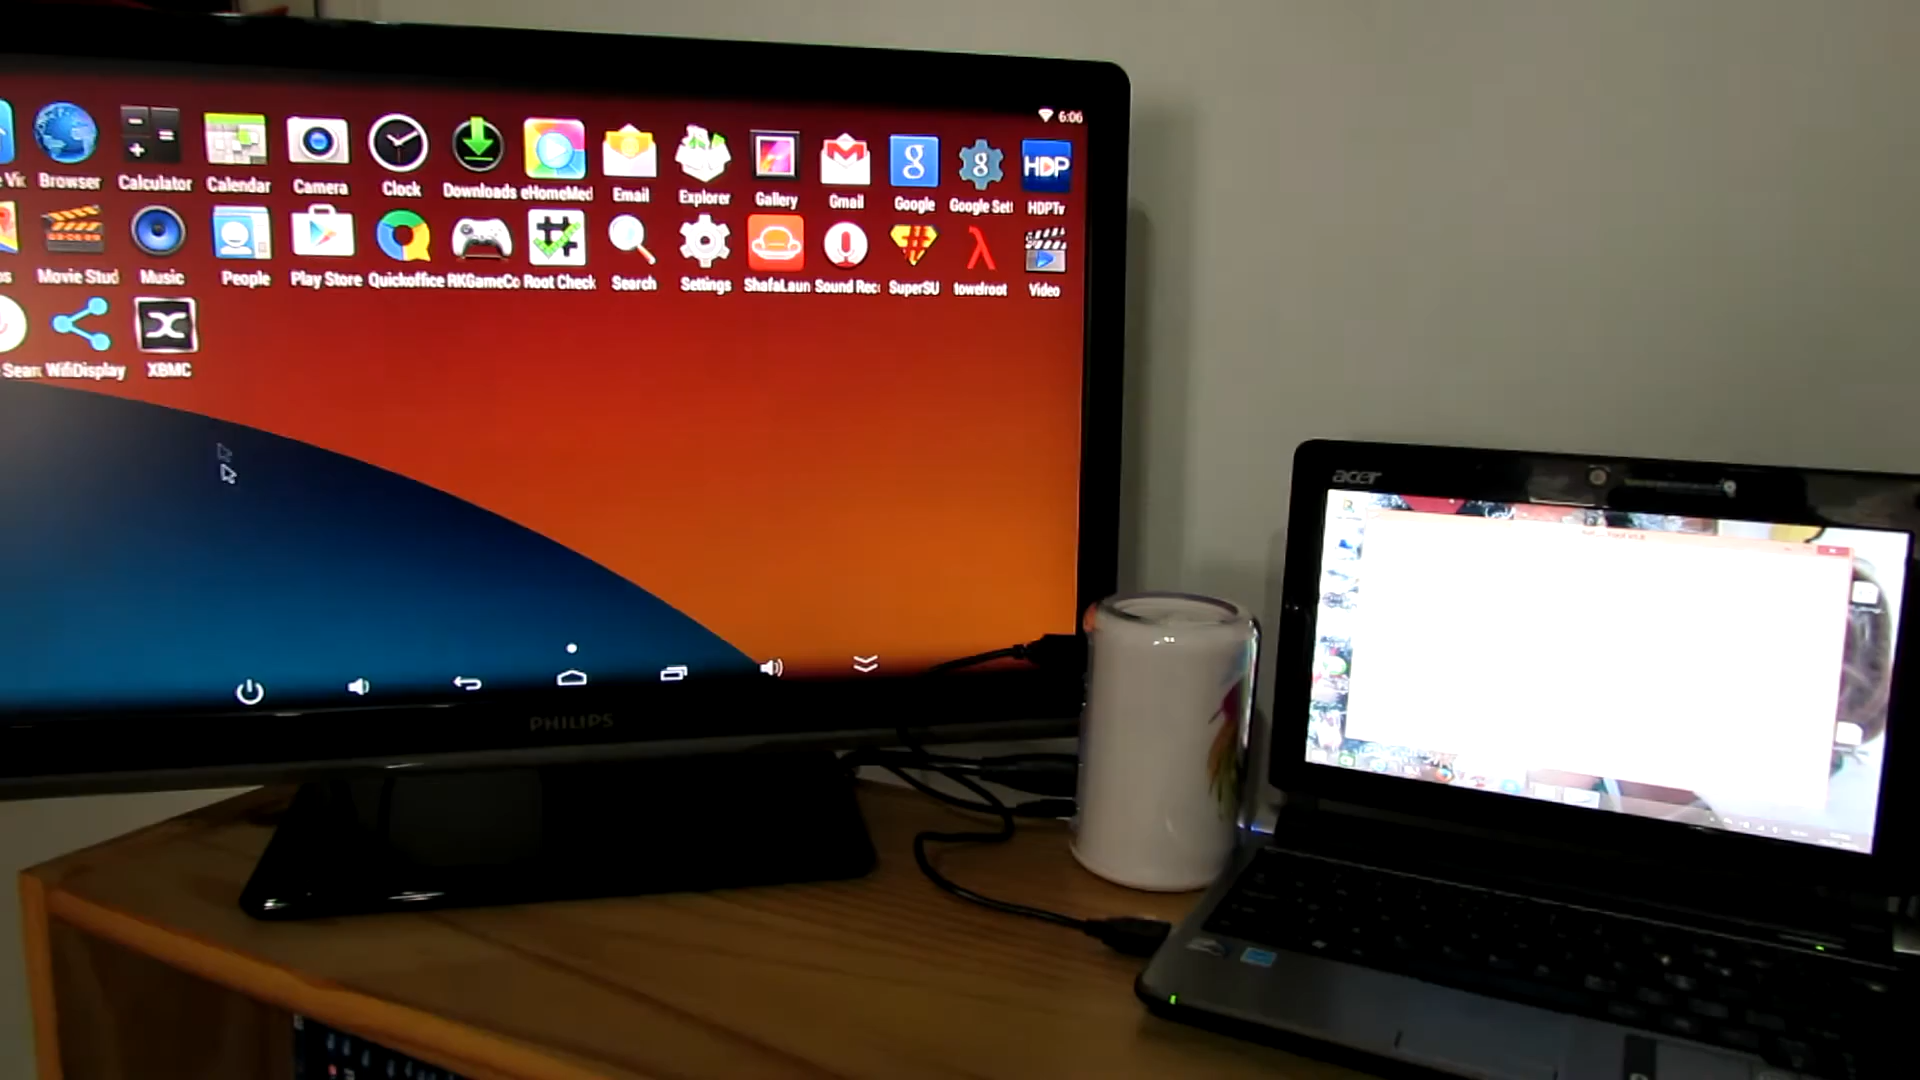 6:06
Browser Calculator Calendar Camera Clock Downloads eHomeMed Email Explorer Gallery Gmail Google Google Sett HDPTv
HDP
Movie Stud Music People Play Store Quickoffice RKGameCo Root Check Search Settings ShafaLaun Sound Rec SuperSU towelroot Video
Sear WifiDisplay XBMC
PHILIPS
acer